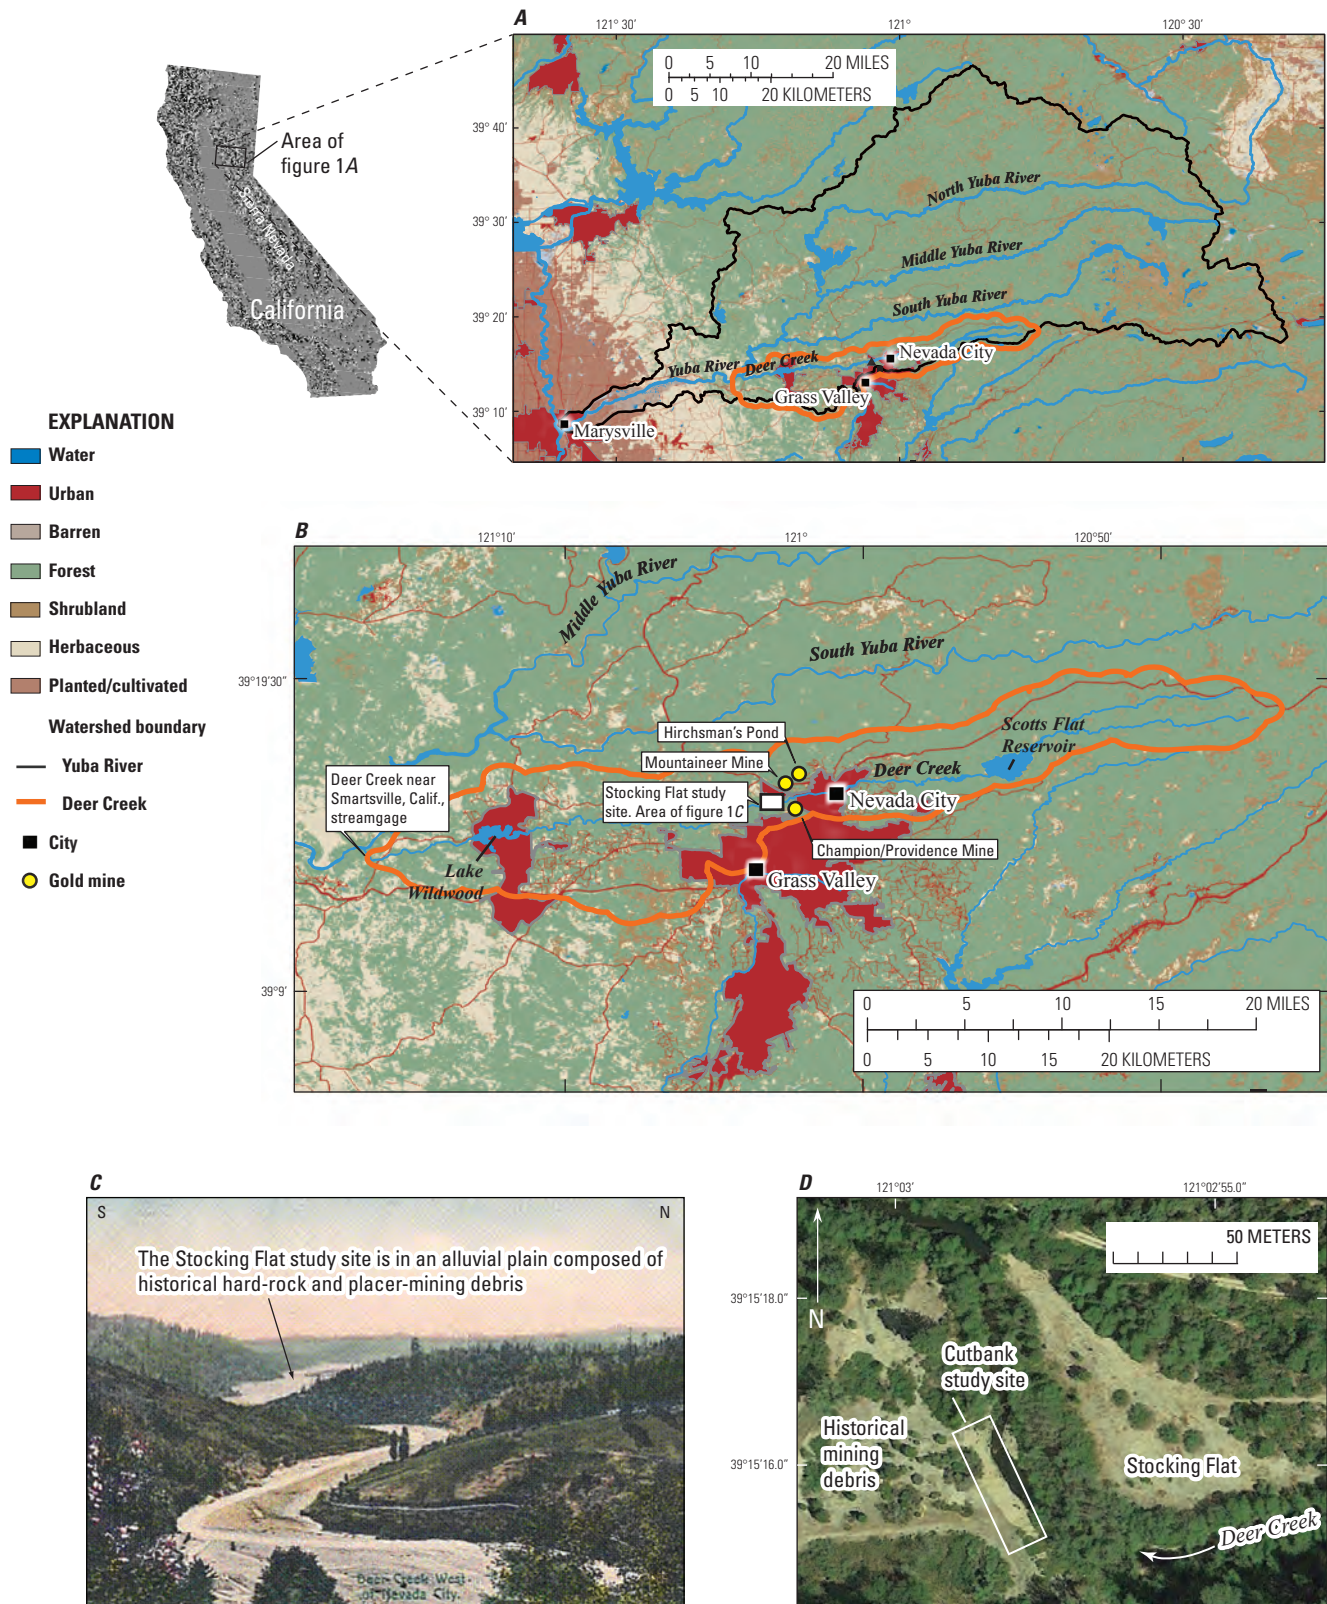 A
121° 30'
121°
120° 30'
0 5 10 20 MILES
0 5 10 20 KILOMETERS
39° 40'
39° 30'
39° 20'
39° 10'
Area of
figure 1A
Sierra Nevada
California
North Yuba River
Middle Yuba River
South Yuba River
Yuba River
Deer Creek
Nevada City
Grass Valley
Marysville
EXPLANATION
Water
Urban
Barren
Forest
Shrubland
Herbaceous
Planted/cultivated
Watershed boundary
Yuba River
Deer Creek
City
Gold mine
B
121°10'
121°
120°50'
39°19'30"
39°9'
Middle Yuba River
South Yuba River
Scotts Flat
Reservoir
Hirchsman's Pond
Mountaineer Mine
Deer Creek
Stocking Flat study
site. Area of figure 1C
Nevada City
Deer Creek near
Smartsville, Calif.,
streamgage
Champion/Providence Mine
Lake
Wildwood
Grass Valley
0 5 10 15 20 MILES
0 5 10 15 20 KILOMETERS
C
S
N
The Stocking Flat study site is in an alluvial plain composed of
historical hard-rock and placer-mining debris
Deer Creek West
of Nevada City.
D
121°03'
121°02'55.0"
50 METERS
39°15'18.0"
39°15'16.0"
N
Cutbank
study site
Historical
mining
debris
Stocking Flat
Deer Creek